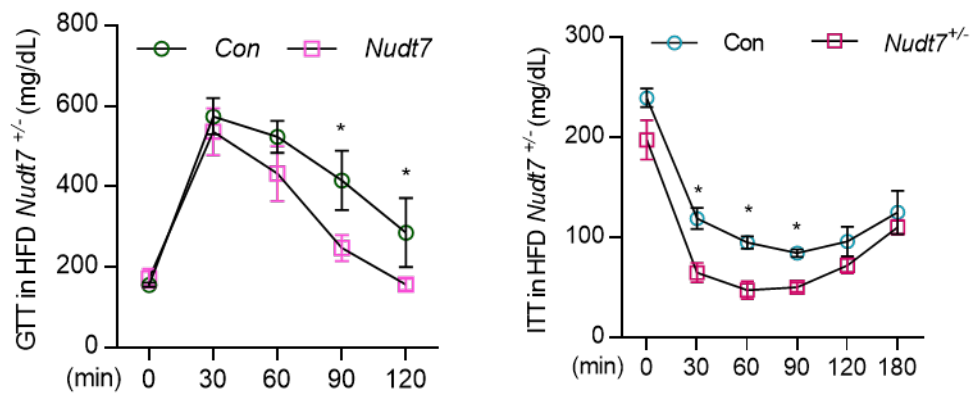 GTT in HFD Nudt7 +/- (mg/dL)
800
600
400
200
0
Con
Nudt7
*
*
(min) 0 30 60 90 120
ITT in HFD Nudt7 +/- (mg/dL)
300
200
100
0
Con
Nudt7+/-
*
*
*
(min) 0 30 60 90 120 180